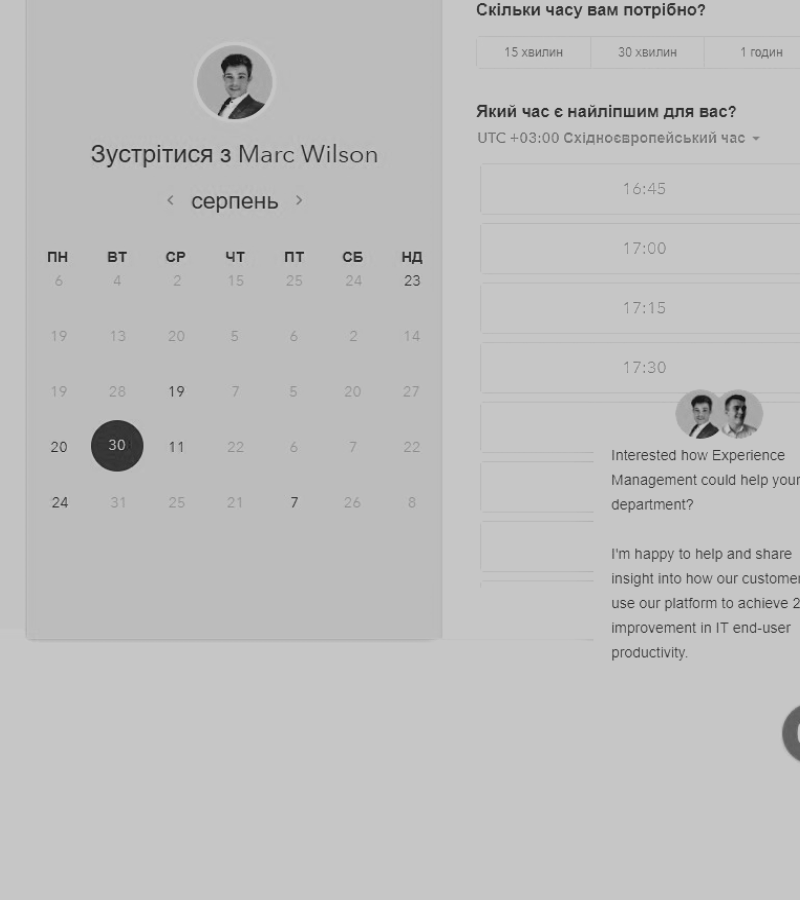 Зустрітися з Marc Wilson
серпень
ПН ВТ СР ЧТ ПТ СБ НД
6 4 2 15 25 24 23
19 13 20 5 6 2 14
19 28 19 7 5 20 27
20 30 11 22 6 7 22
24 31 25 21 7 26 8
Скільки часу вам потрібно?
15 хвилин 30 хвилин 1 годин
Який час є найліпшим для вас?
UTC +03:00 Східноєвропейський час
16:45
17:00
17:15
17:30
Interested how Experience
Management could help your
department?
I'm happy to help and share
insight into how our customer
use our platform to achieve 2
improvement in IT end-user
productivity.